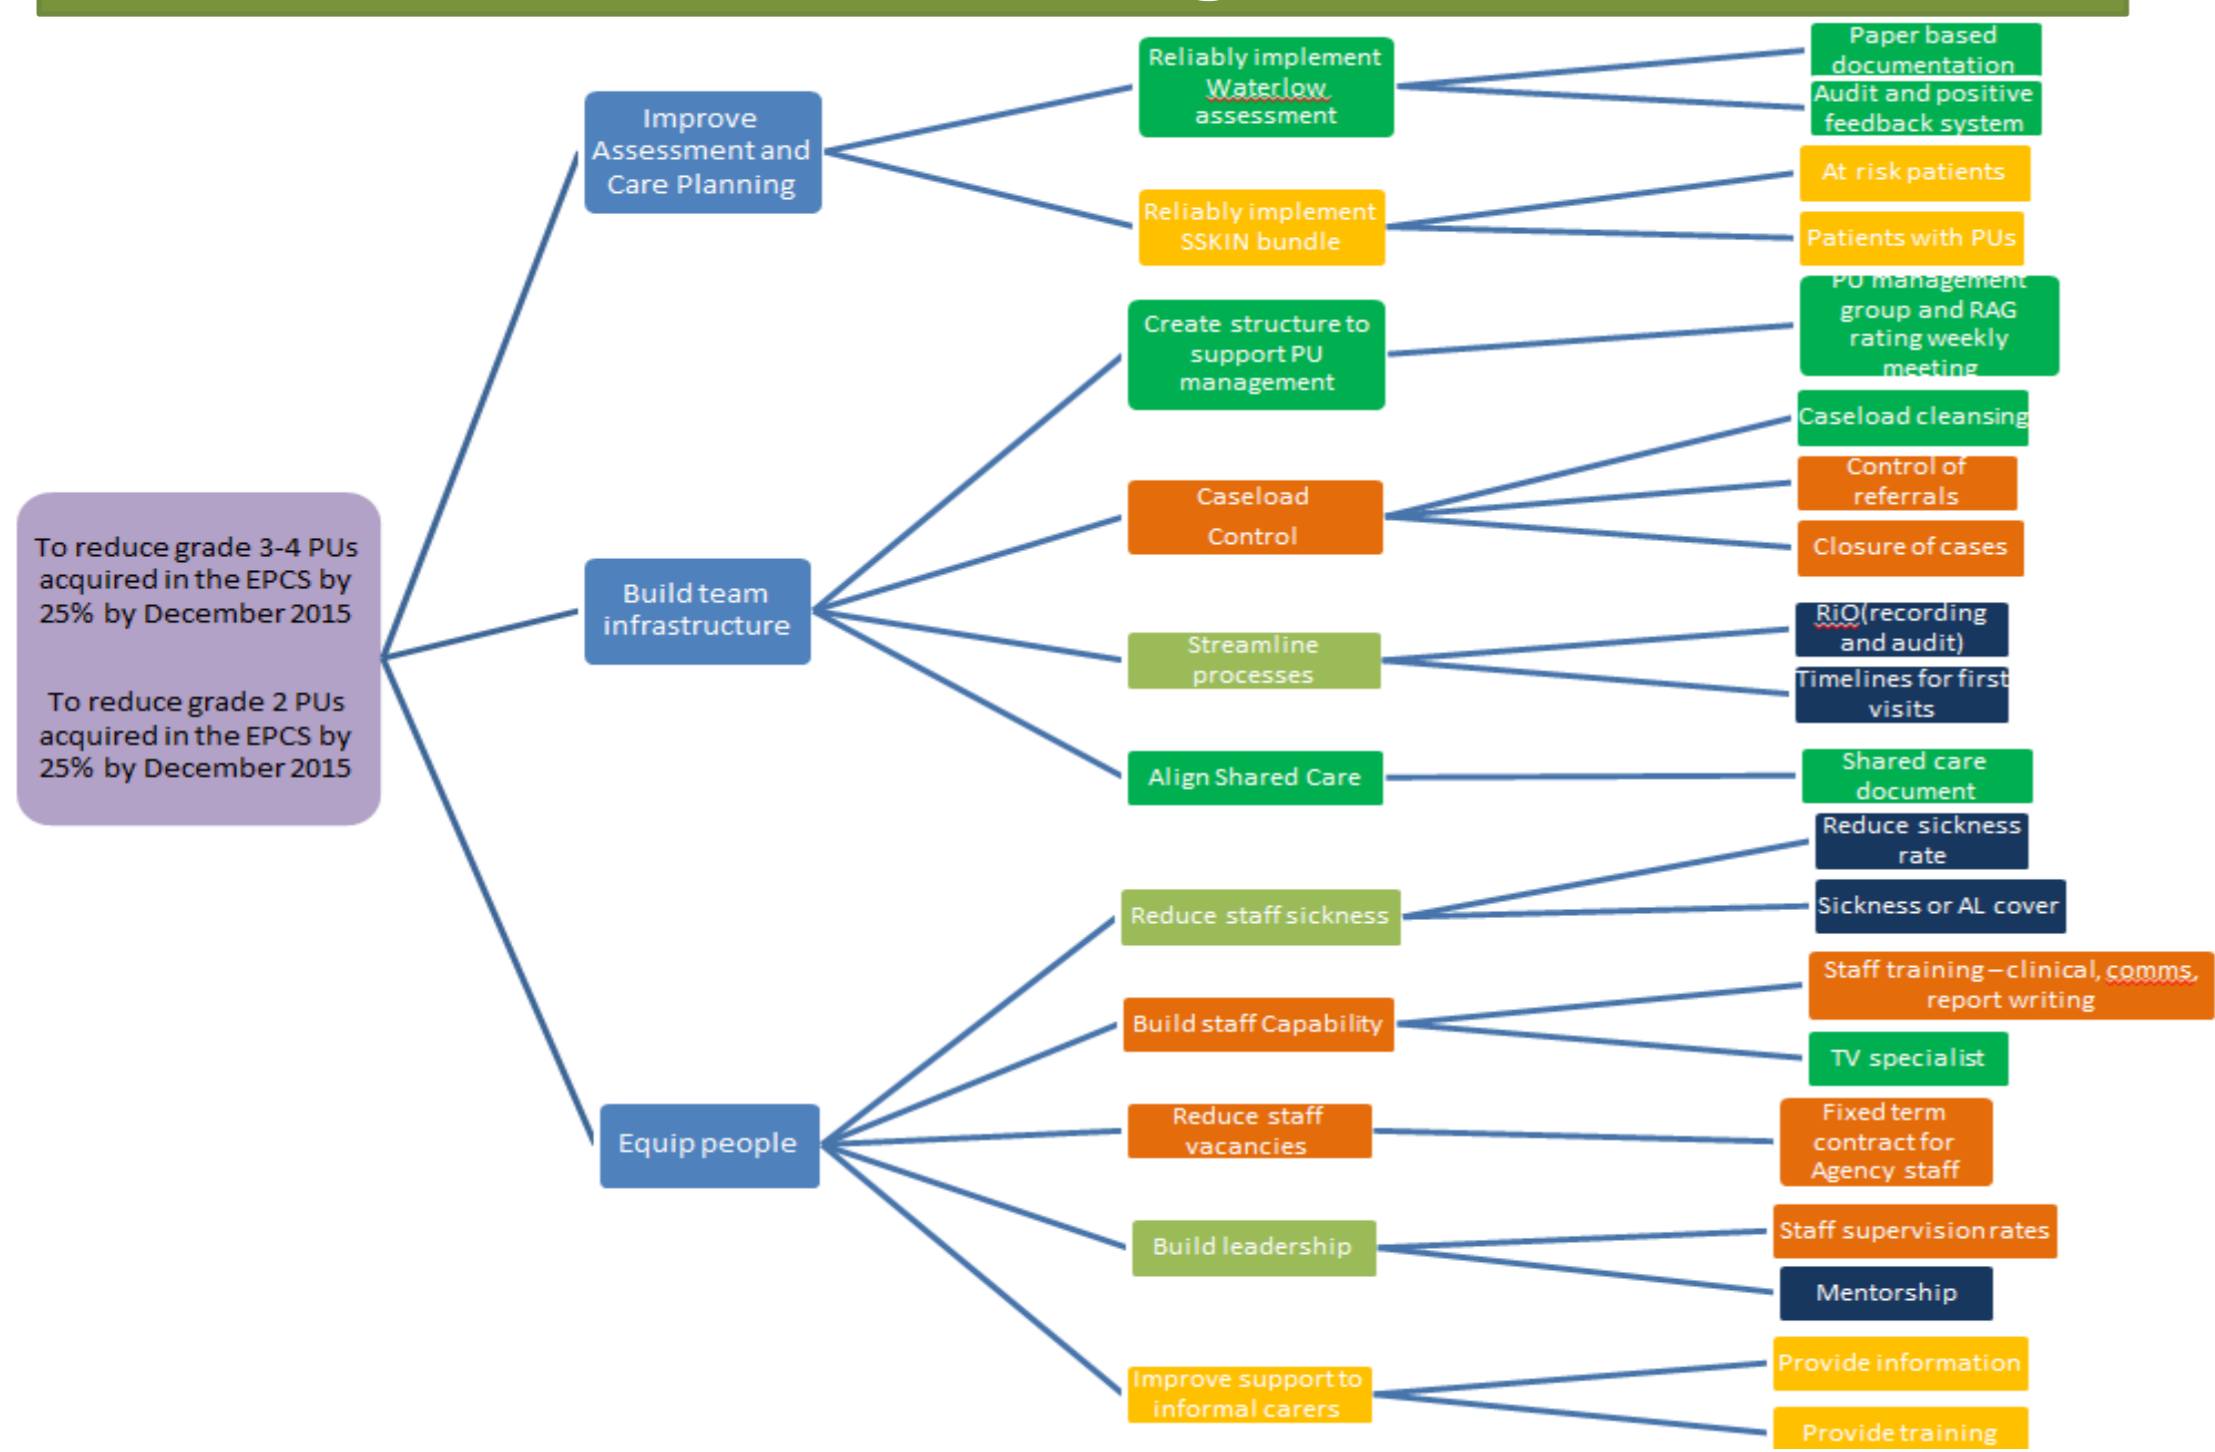 To reduce grade 3-4 PUs
acquired in the EPCS by
25% by December 2015
To reduce grade 2 PUs
acquired in the EPCS by
25% by December 2015
Improve
Assessment and
Care Planning
Build team
infrastructure
Equip people
Reliably implement
Waterlow
assessment
Reliably implement
SSKIN bundle
Create structure to
support PU
management
Caseload
Control
Streamline
processes
Align Shared Care
Reduce staff sickness
Build staff Capability
Reduce staff
vacancies
Build leadership
Improve support to
informal carers
Paper based
documentation
Audit and positive
feedback system
At risk patients
Patients with PUs
PU management
group and RAG
rating weekly
meeting
Caseload cleansing
Control of
referrals
Closure of cases
RiO(recording
and audit)
Timelines for first
visits
Shared care
document
Reduce sickness
rate
Sickness or AL cover
Staff training – clinical, comms,
report writing
TV specialist
Fixed term
contract for
Agency staff
Staff supervision rates
Mentorship
Provide information
Provide training